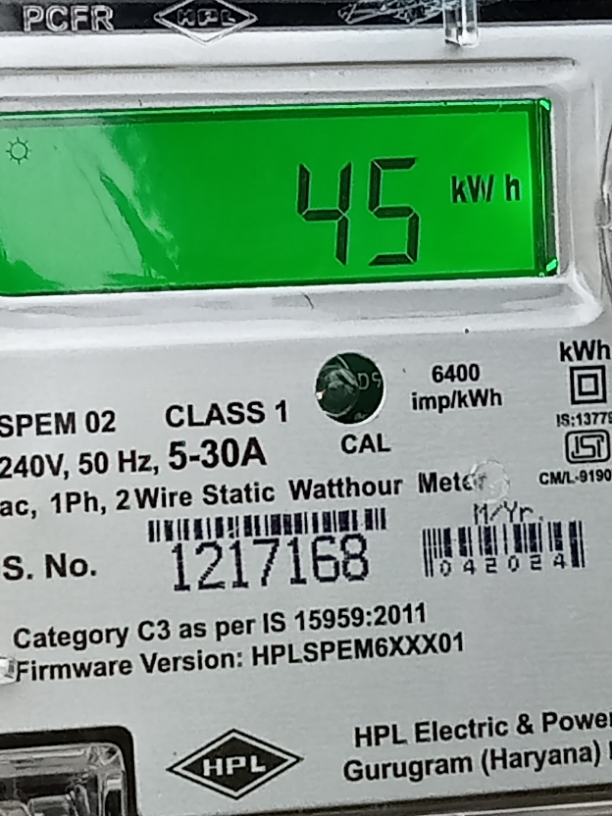 PCFR HPL
45 kWh
kWh
6400
imp/kWh
SPEM 02 CLASS 1
IS:13779
CAL
240V, 50 Hz, 5-30A
CM/L-9190
ac, 1Ph, 2 Wire Static Watthour Meter
M/Yr.
S. No. 1217168
042024
Category C3 as per IS 15959:2011
Firmware Version: HPLSPEM6XXX01
HPL
HPL Electric & Power
Gurugram (Haryana)